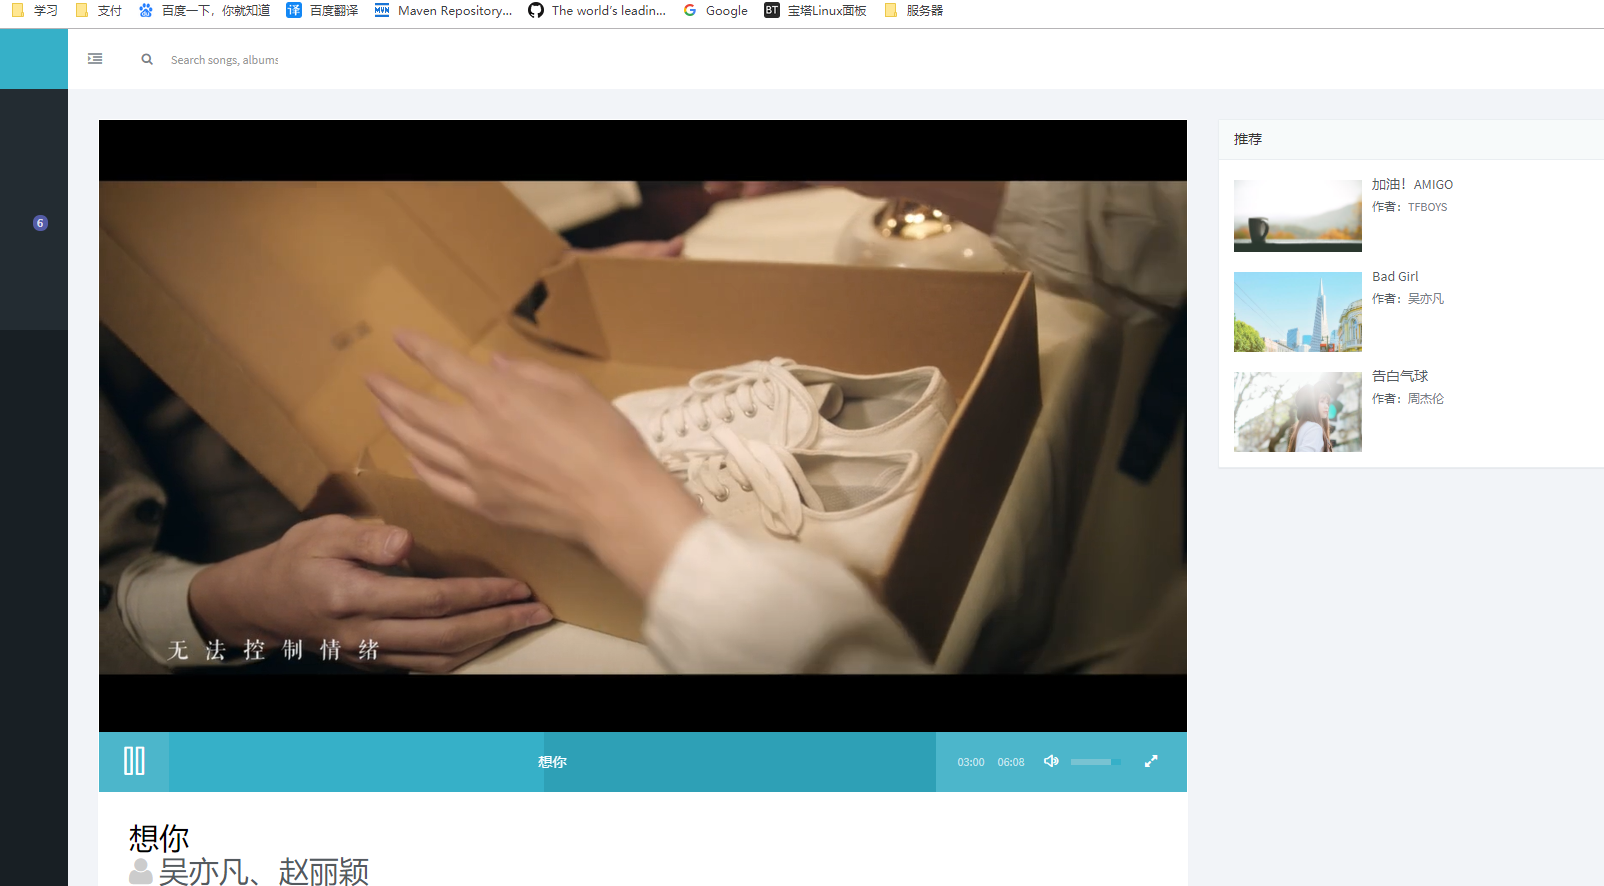 学习 支付 百度一下，你就知道 百度翻译 Maven Repository... The world's leadin... Google 宝塔Linux面板 服务器
译 MVN BT
Search songs, albums
6
无法控制情绪
想你
03:00 06:08
想你
吴亦凡、赵丽颖
推荐
加油！AMIGO
作者：TFBOYS
Bad Girl
作者：吴亦凡
告白气球
作者：周杰伦